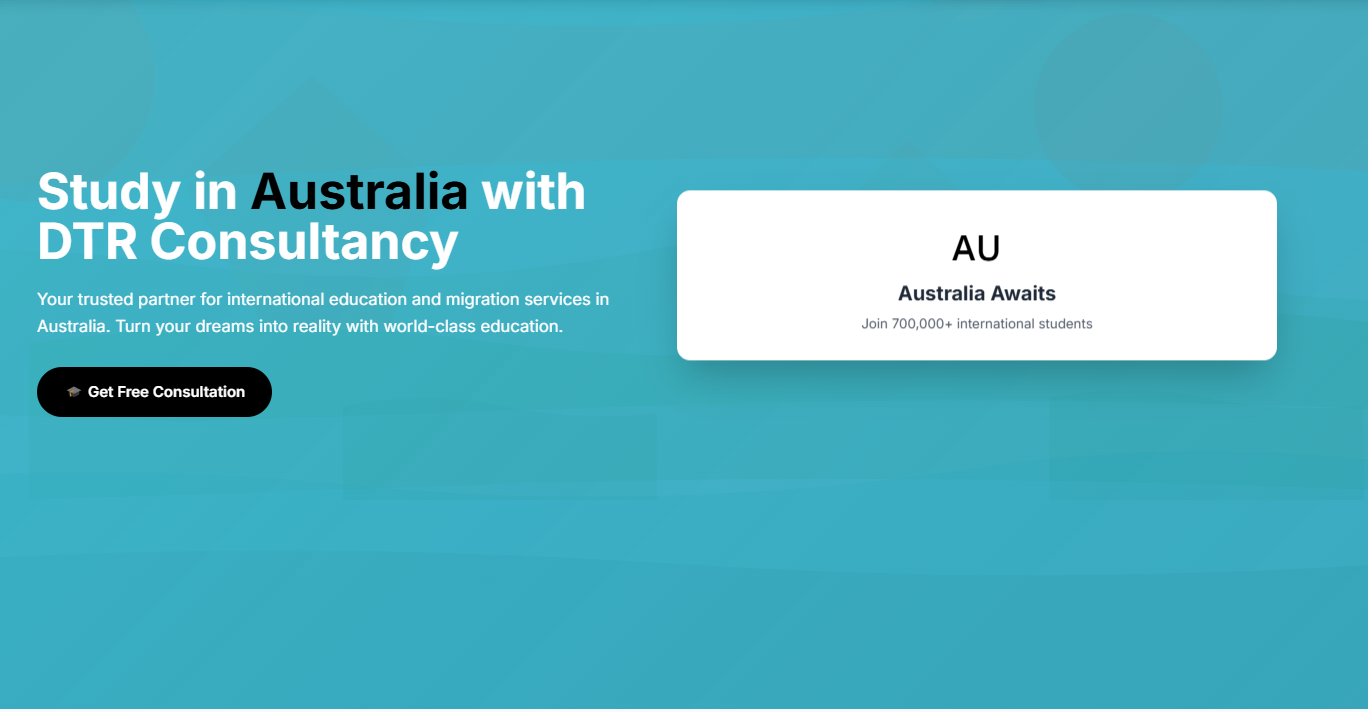 Study in Australia with
DTR Consultancy
Your trusted partner for international education and migration services in
Australia. Turn your dreams into reality with world-class education.
🎓 Get Free Consultation
AU
Australia Awaits
Join 700,000+ international students